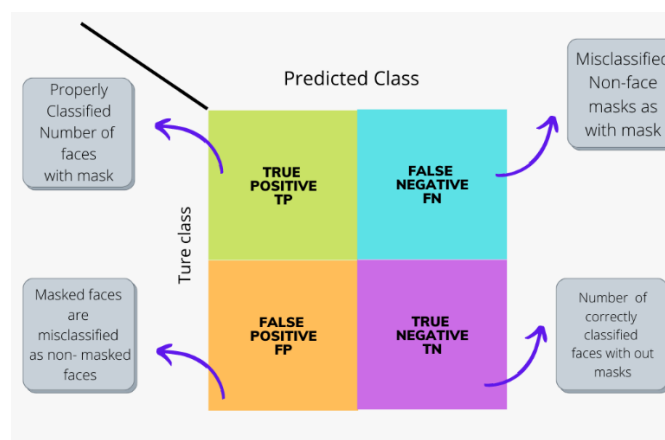 Predicted Class
Properly
Classified
Number of
faces
with mask
Misclassified
Non-face
masks as
with mask
TRUE
POSITIVE
TP
FALSE
NEGATIVE
FN
Ture class
Masked faces
are
misclassified
as non- masked
faces
FALSE
POSITIVE
FP
TRUE
NEGATIVE
TN
Number of
correctly
classified
faces with out
masks